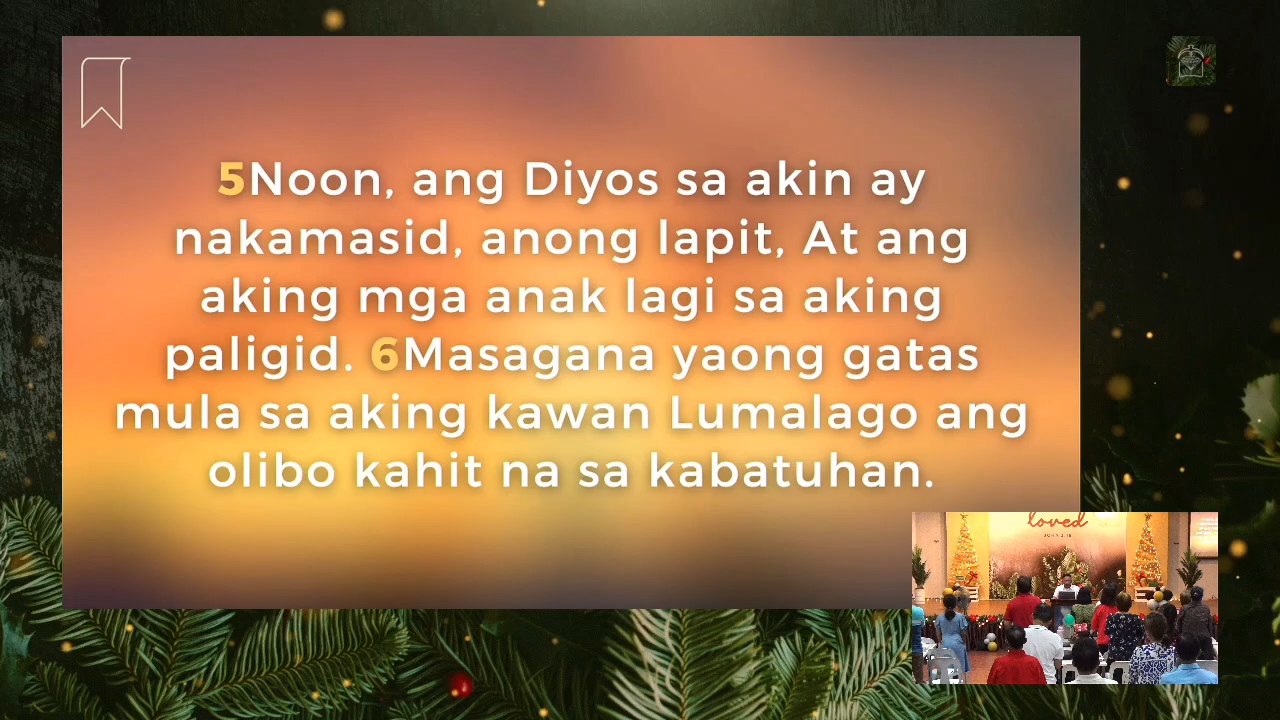 5Noon, ang Diyos sa akin ay
nakamasid, anong lapit, At ang
aking mga anak lagi sa aking
paligid. 6Masagana yaong gatas
mula sa aking kawan Lumalago ang
olibo kahit na sa kabatuhan.
loved